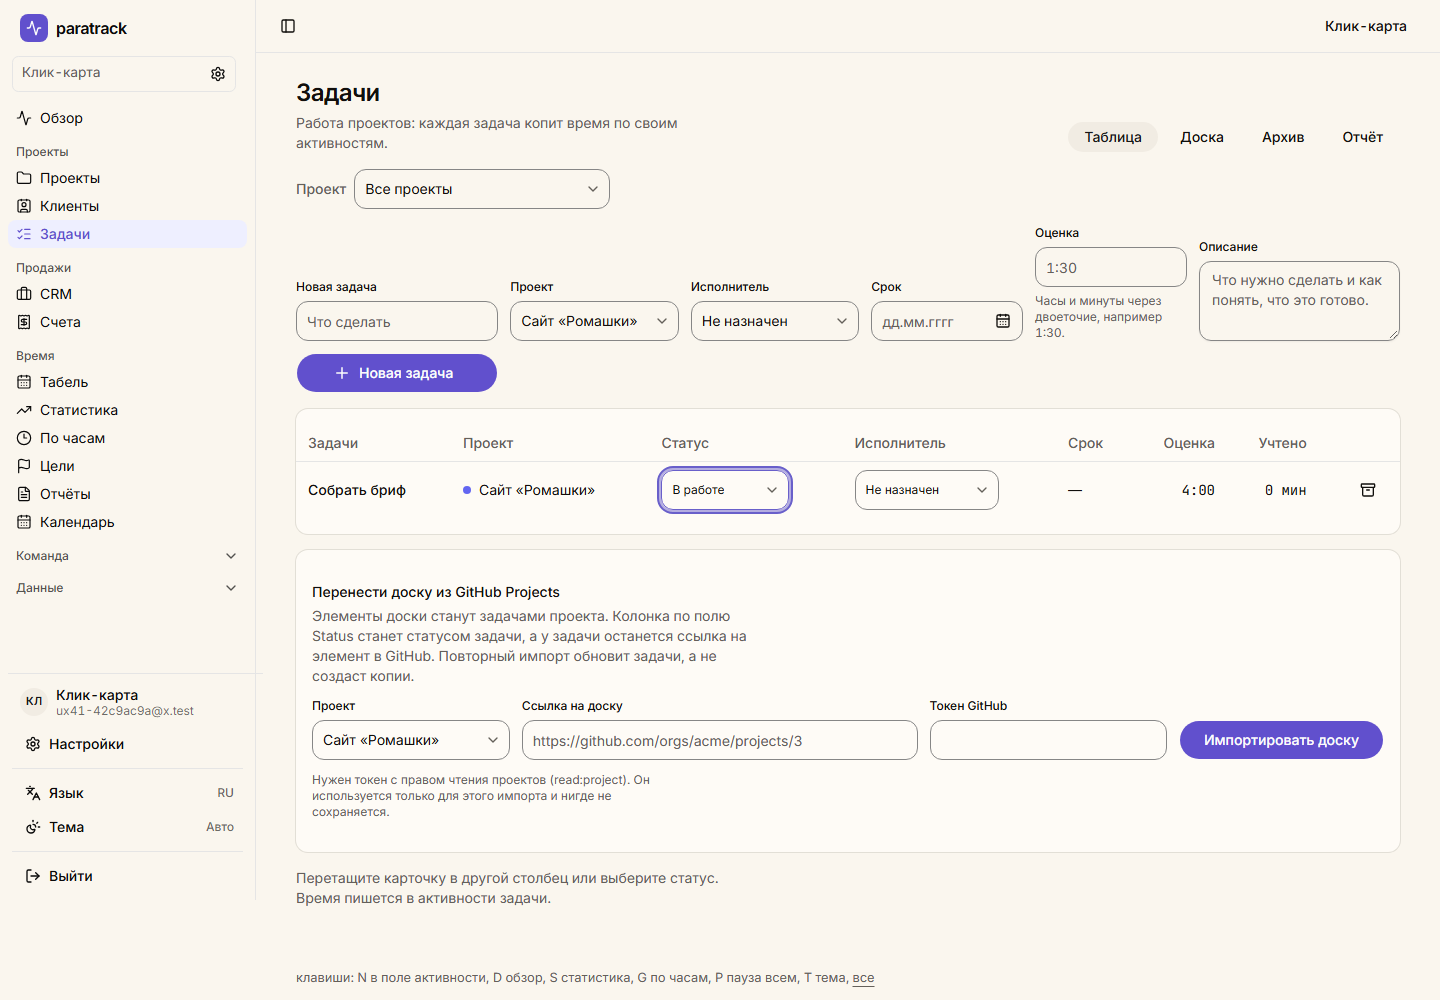 paratrack
Клик-карта
Клик-карта
Обзор
Проекты
Проекты
Клиенты
Задачи
Продажи
CRM
Счета
Время
Табель
Статистика
По часам
Цели
Отчёты
Календарь
Команда
Данные
КЛ
Клик-карта
ux41-42c9ac9a@x.test
Настройки
Язык RU
Тема Авто
Выйти
Задачи
Работа проектов: каждая задача копит время по своим
активностям.
Таблица Доска Архив Отчёт
Проект Все проекты
Новая задача Проект Исполнитель Срок Оценка Описание
Что сделать Сайт «Ромашки» Не назначен дд.мм.гггг 1:30
Часы и минуты через
двоеточие, например
1:30.
Что нужно сделать и как
понять, что это готово.
Новая задача
Задачи Проект Статус Исполнитель Срок Оценка Учтено
Собрать бриф Сайт «Ромашки» В работе Не назначен — 4:00 0 мин
Перенести доску из GitHub Projects
Элементы доски станут задачами проекта. Колонка по полю
Status станет статусом задачи, а у задачи останется ссылка на
элемент в GitHub. Повторный импорт обновит задачи, а не
создаст копии.
Проект Ссылка на доску Токен GitHub
Сайт «Ромашки» https://github.com/orgs/acme/projects/3 Импортировать доску
Нужен токен с правом чтения проектов (read:project). Он
используется только для этого импорта и нигде не
сохраняется.
Перетащите карточку в другой столбец или выберите статус.
Время пишется в активности задачи.
клавиши: N в поле активности, D обзор, S статистика, G по часам, P пауза всем, T тема, все